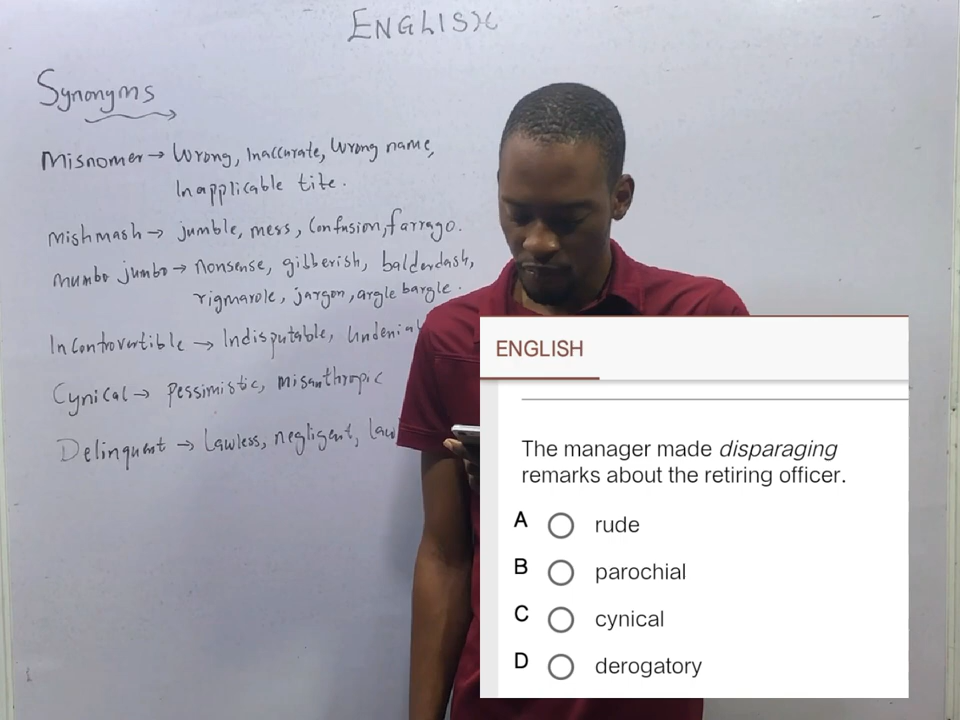 ENGLISH
Synonyms
Misnomer → Wrong, Inaccurate, Wrong name,
Inapplicable tite.
Mishmash → jumble, mess, Confusion, farrago.
Mumbo jumbo → Nonsense, gibberish, balderdash,
rigmarole, jargon, argle bargle.
Incontrovertible → Indisputable,
Cynical → Pessimistic, misanthropic
Delinquent → Lawless, negligent,
ENGLISH
The manager made disparaging
remarks about the retiring officer.
A rude
B parochial
C cynical
D derogatory